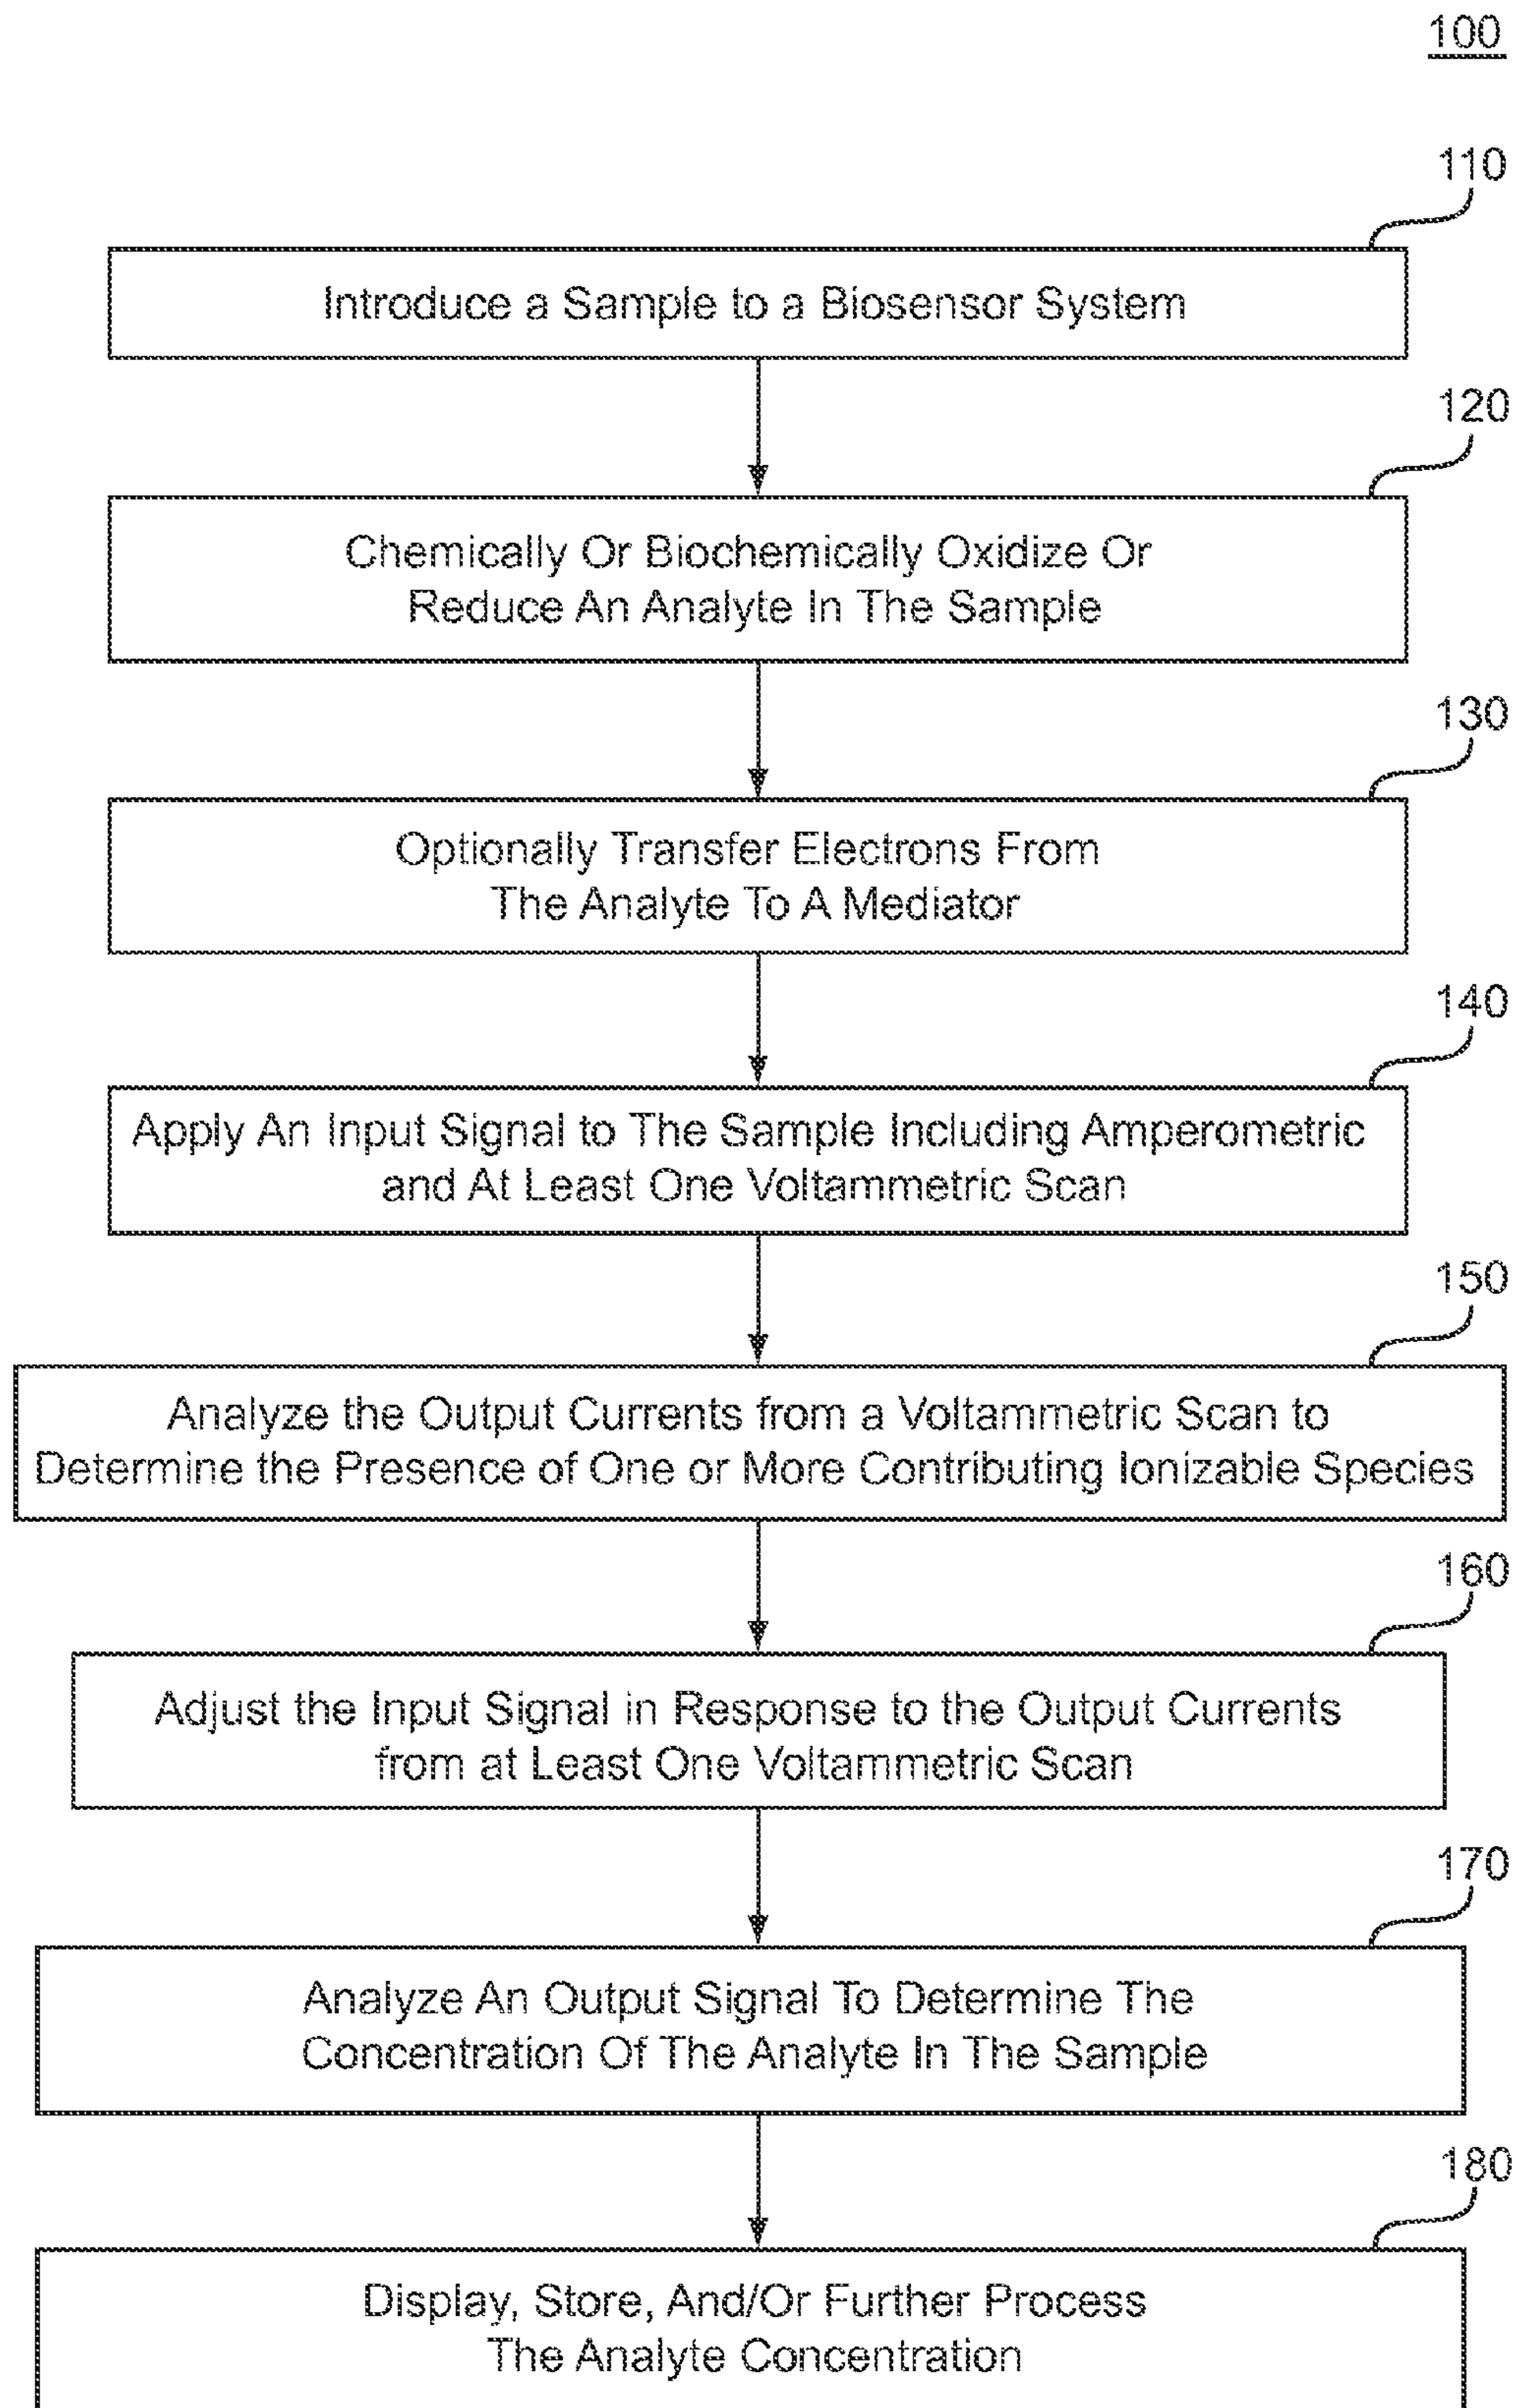 100
110
Introduce a Sample to a Biosensor System
120
Chemically Or Biochemically Oxidize Or
Reduce An Analyte In The Sample
130
Optionally Transfer Electrons From
The Analyte To A Mediator
140
Apply An Input Signal to The Sample Including Amperometric
and At Least One Voltammetric Scan
150
Analyze the Output Currents from a Voltammetric Scan to
Determine the Presence of One or More Contributing Ionizable Species
160
Adjust the Input Signal in Response to the Output Currents
from at Least One Voltammetric Scan
170
Analyze An Output Signal To Determine The
Concentration Of The Analyte In The Sample
180
Display, Store, And/Or Further Process
The Analyte Concentration